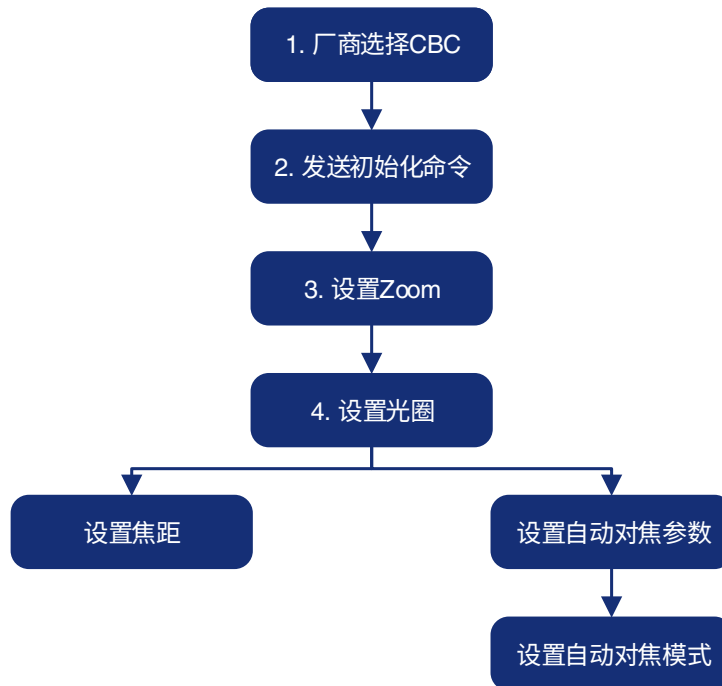 1. 厂商选择CBC
2. 发送初始化命令
3. 设置Zoom
4. 设置光圈
设置焦距
设置自动对焦参数
设置自动对焦模式